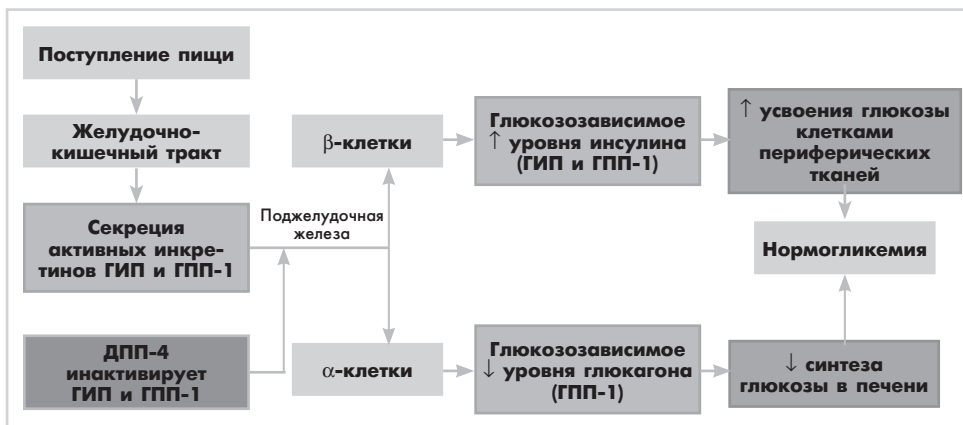 Поступление пищи
Желудочно-
кишечный тракт
Секреция
активных инкре-
тинов ГИП и ГПП-1
ДПП-4
инактивирует
ГИП и ГПП-1
Поджелудочная
железа
β-клетки
α-клетки
Глюкозозависимое
↑ уровня инсулина
(ГИП и ГПП-1)
Глюкозозависимое
↓ уровня глюкагона
(ГПП-1)
↑ усвоения глюкозы
клетками
периферических
тканей
Нормогликемия
↓ синтеза
глюкозы в печени